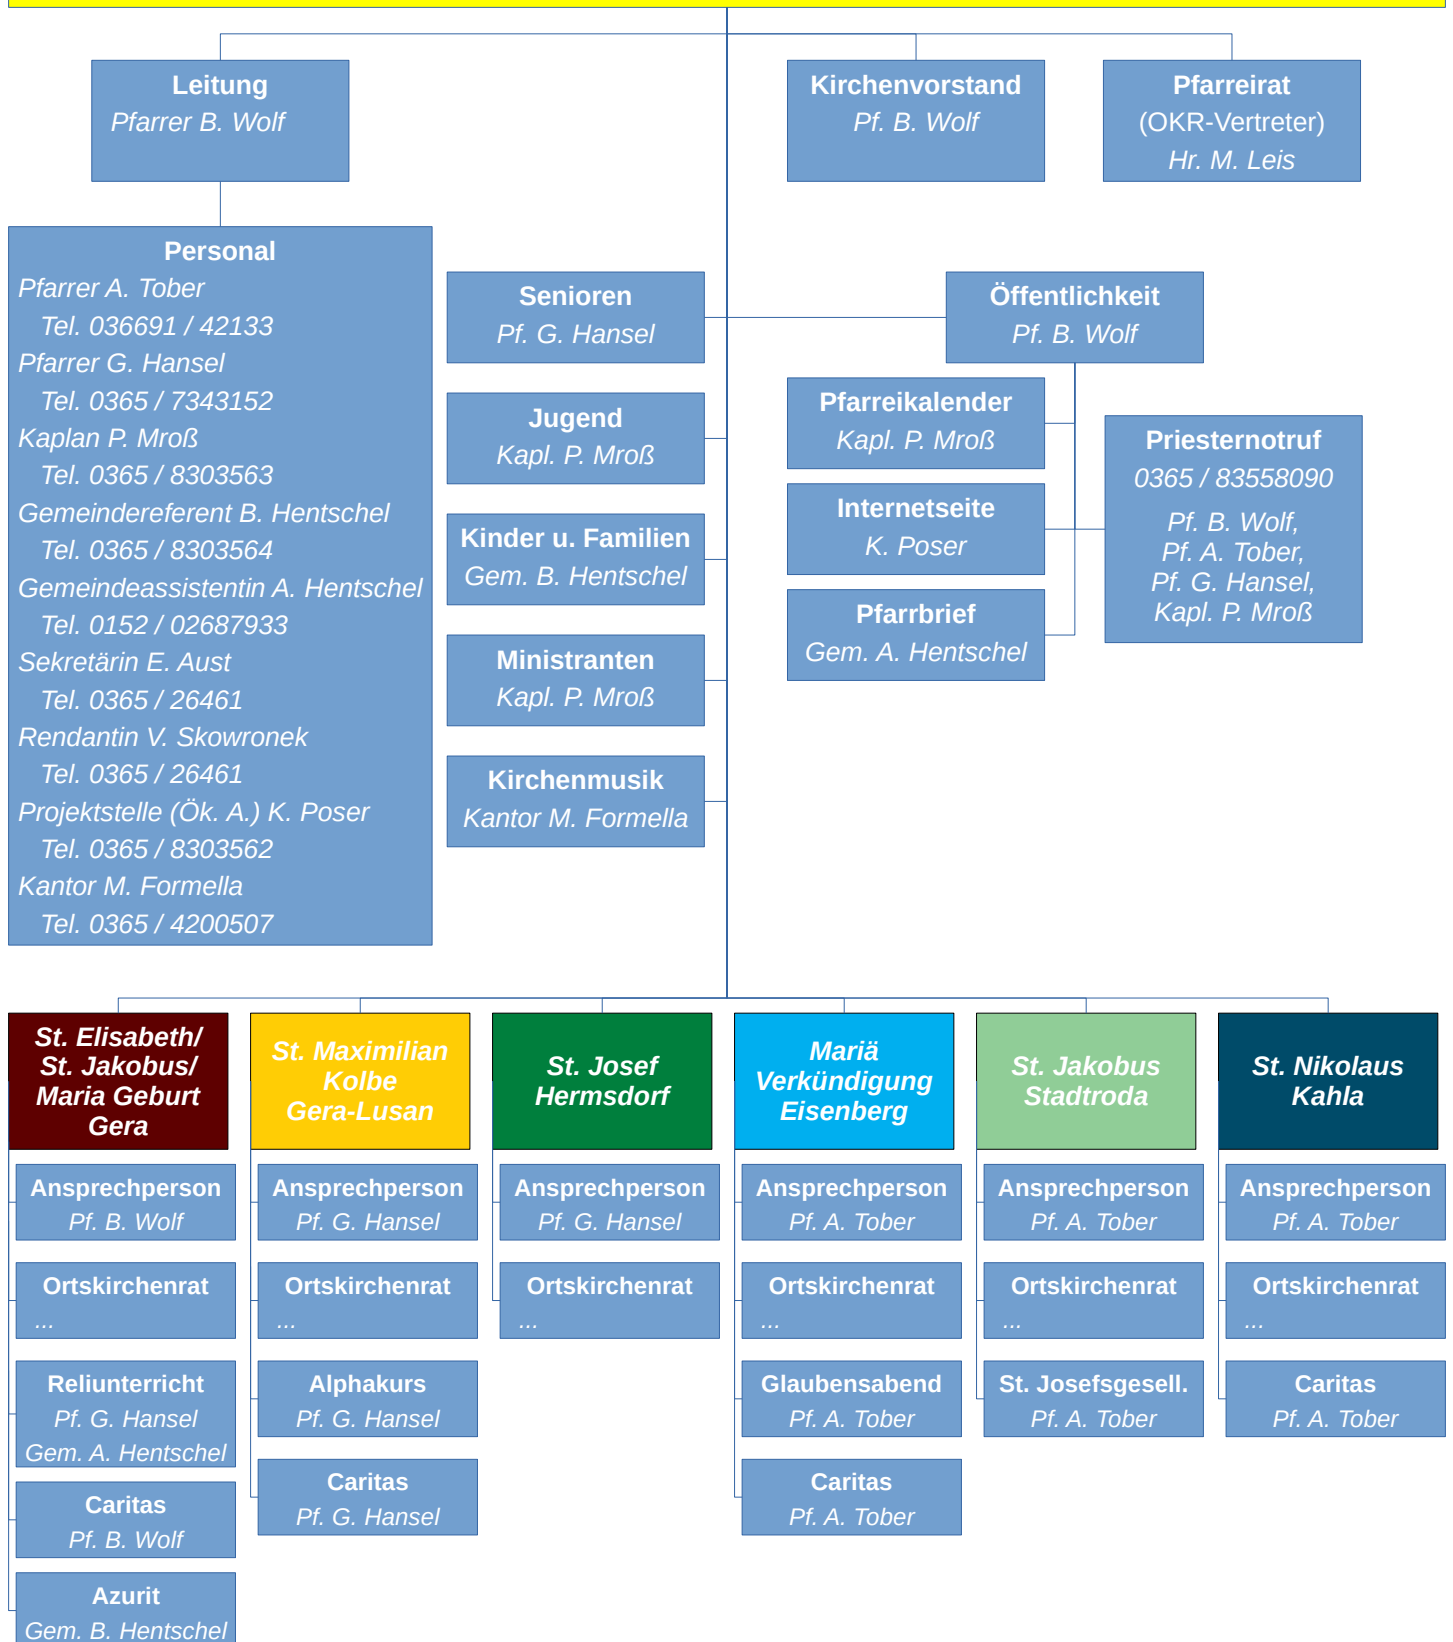 Leitung
Pfarrer B. Wolf
Kirchenvorstand
Pf. B. Wolf
Pfarreirat
(OKR-Vertreter)
Hr. M. Leis
Personal
Pfarrer A. Tober
Tel. 036691 / 42133
Pfarrer G. Hansel
Tel. 0365 / 7343152
Kaplan P. Mroß
Tel. 0365 / 8303563
Gemeindereferent B. Hentschel
Tel. 0365 / 8303564
Gemeindeassistentin A. Hentschel
Tel. 0152 / 02687933
Sekretärin E. Aust
Tel. 0365 / 26461
Rendantin V. Skowronek
Tel. 0365 / 26461
Projektstelle (Ök. A.) K. Poser
Tel. 0365 / 8303562
Kantor M. Formella
Tel. 0365 / 4200507
Senioren
Pf. G. Hansel
Jugend
Kapl. P. Mroß
Kinder u. Familien
Gem. B. Hentschel
Ministranten
Kapl. P. Mroß
Kirchenmusik
Kantor M. Formella
Öffentlichkeit
Pf. B. Wolf
Pfarreikalender
Kapl. P. Mroß
Internetseite
K. Poser
Pfarrbrief
Gem. A. Hentschel
Priesternotruf
0365 / 83558090
Pf. B. Wolf,
Pf. A. Tober,
Pf. G. Hansel,
Kapl. P. Mroß
St. Elisabeth/
St. Jakobus/
Maria Geburt
Gera
Ansprechperson
Pf. B. Wolf
Ortskirchenrat
...
Reliunterricht
Pf. G. Hansel
Gem. A. Hentschel
Caritas
Pf. B. Wolf
Azurit
Gem. B. Hentschel
St. Maximilian
Kolbe
Gera-Lusan
Ansprechperson
Pf. G. Hansel
Ortskirchenrat
...
Alphakurs
Pf. G. Hansel
Caritas
Pf. G. Hansel
St. Josef
Hermsdorf
Ansprechperson
Pf. G. Hansel
Ortskirchenrat
...
Mariä
Verkündigung
Eisenberg
Ansprechperson
Pf. A. Tober
Ortskirchenrat
...
Glaubensabend
Pf. A. Tober
Caritas
Pf. A. Tober
St. Jakobus
Stadtroda
Ansprechperson
Pf. A. Tober
Ortskirchenrat
...
St. Josefsgesell.
Pf. A. Tober
St. Nikolaus
Kahla
Ansprechperson
Pf. A. Tober
Ortskirchenrat
...
Caritas
Pf. A. Tober